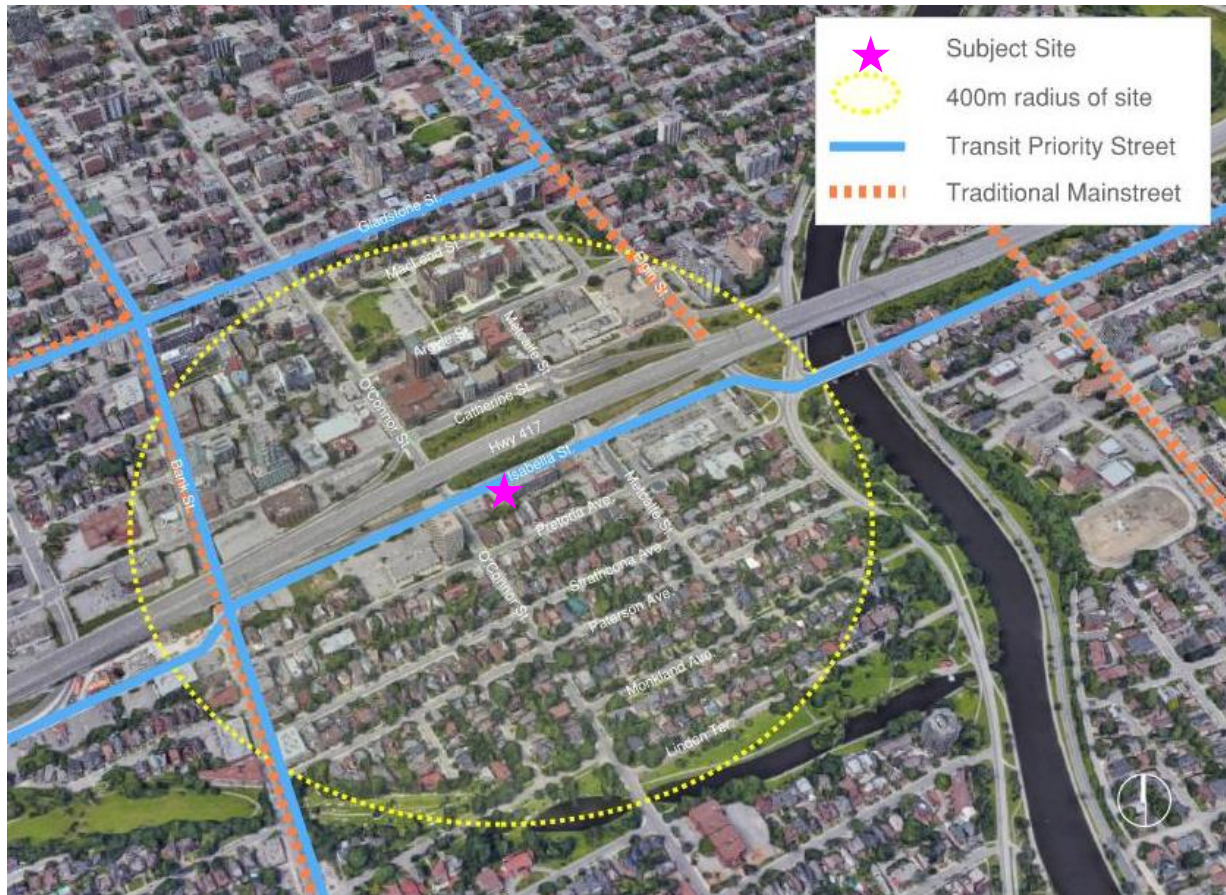 Subject Site
400m radius of site
Transit Priority Street
Traditional Mainstreet
Gladstone St.
MacLeod St.
Elgin St.
Metcalfe St.
Argyle St.
Catherine St.
O'Connor St.
Hwy 417
Bank St.
Isabella St.
Pretoria Ave.
Metcalfe St.
Strathcona Ave.
O'Connor St.
Paterson Ave.
Monkland Ave.
Linden Ter.